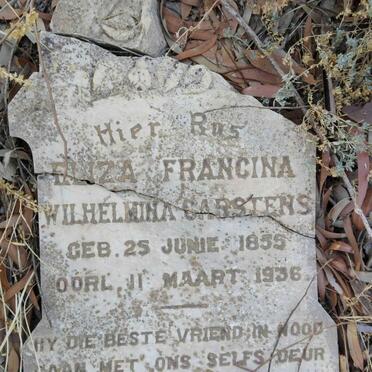 Hier Rus
ELIZA FRANCINA
WILHELMINA CARSTENS
GEB. 25 JUNIE 1855
OORL. 11 MAART 1936
HY DIE BESTE VRIEND IN NOOD
GAAN MET ONS SELFS DEUR